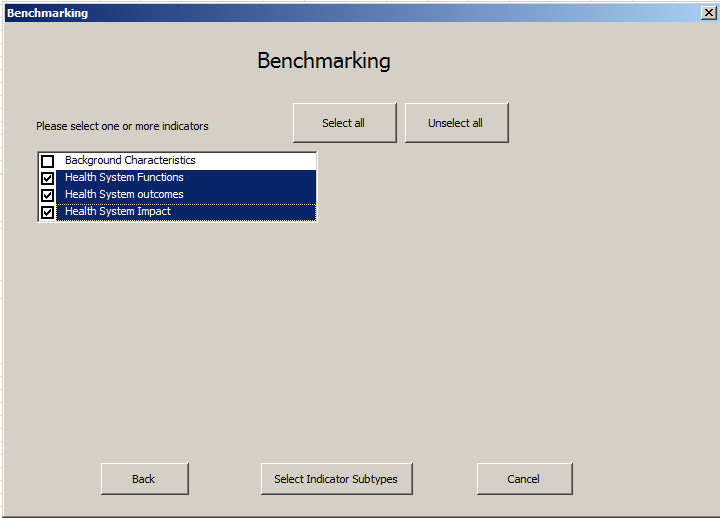 Benchmarking
Benchmarking
Please select one or more indicators
Select all
Unselect all
Background Characteristics
Health System Functions
Health System outcomes
Health System Impact
Back
Select Indicator Subtypes
Cancel